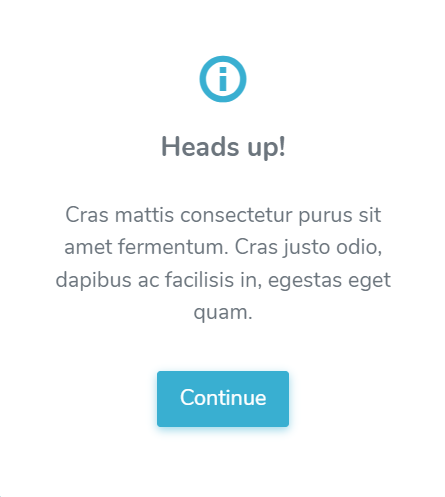 Heads up!
Cras mattis consectetur purus sit
amet fermentum. Cras justo odio,
dapibus ac facilisis in, egestas eget
quam.
Continue